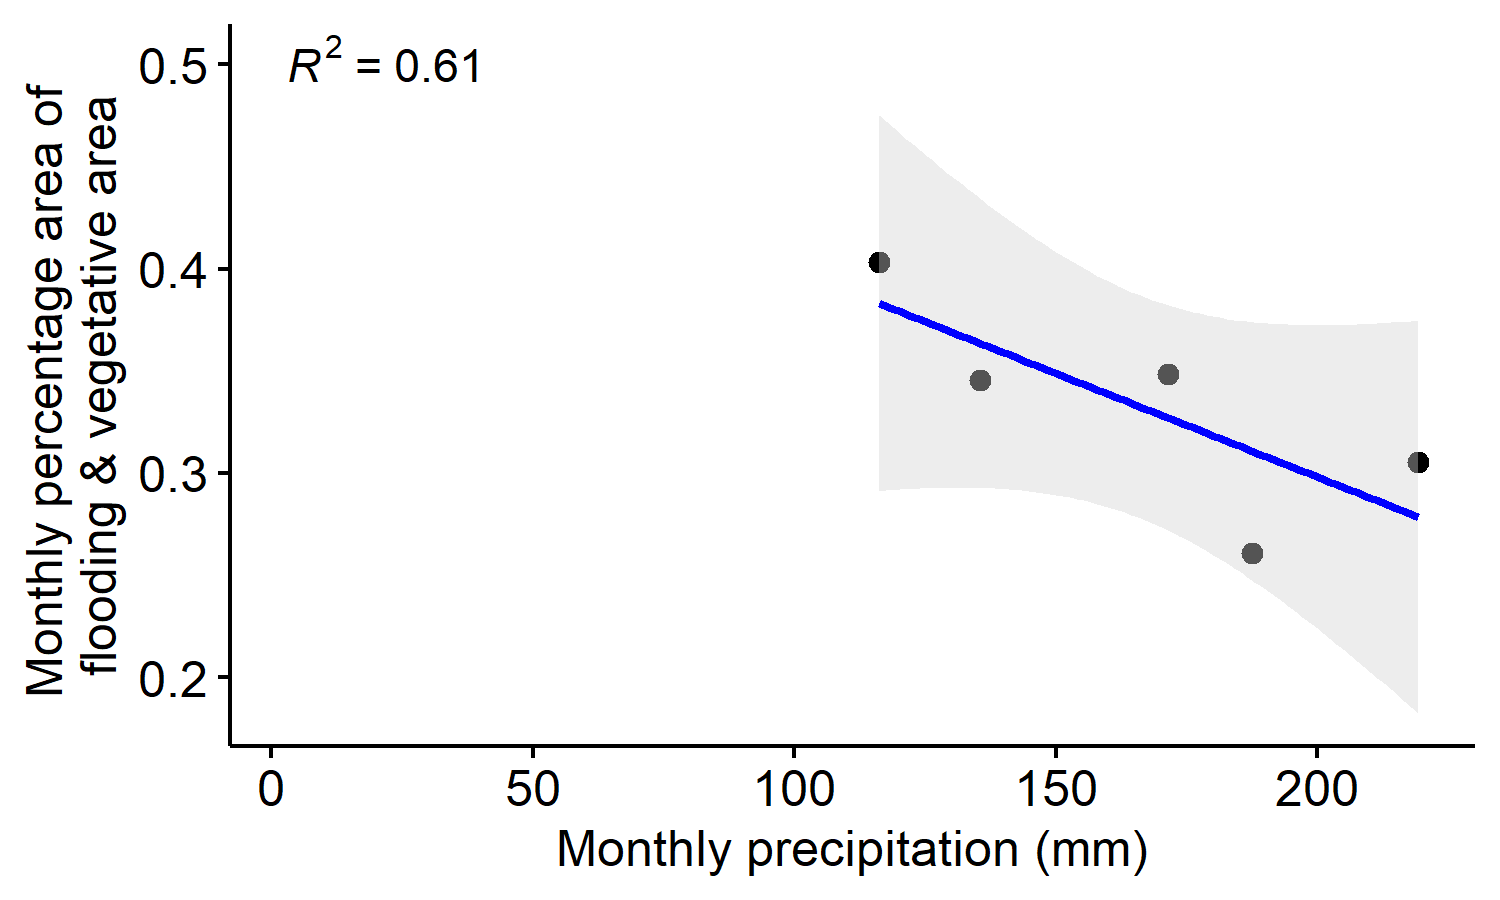 R² = 0.61
Monthly percentage area of
flooding & vegetative area
0.5
0.4
0.3
0.2
0 50 100 150 200
Monthly precipitation (mm)